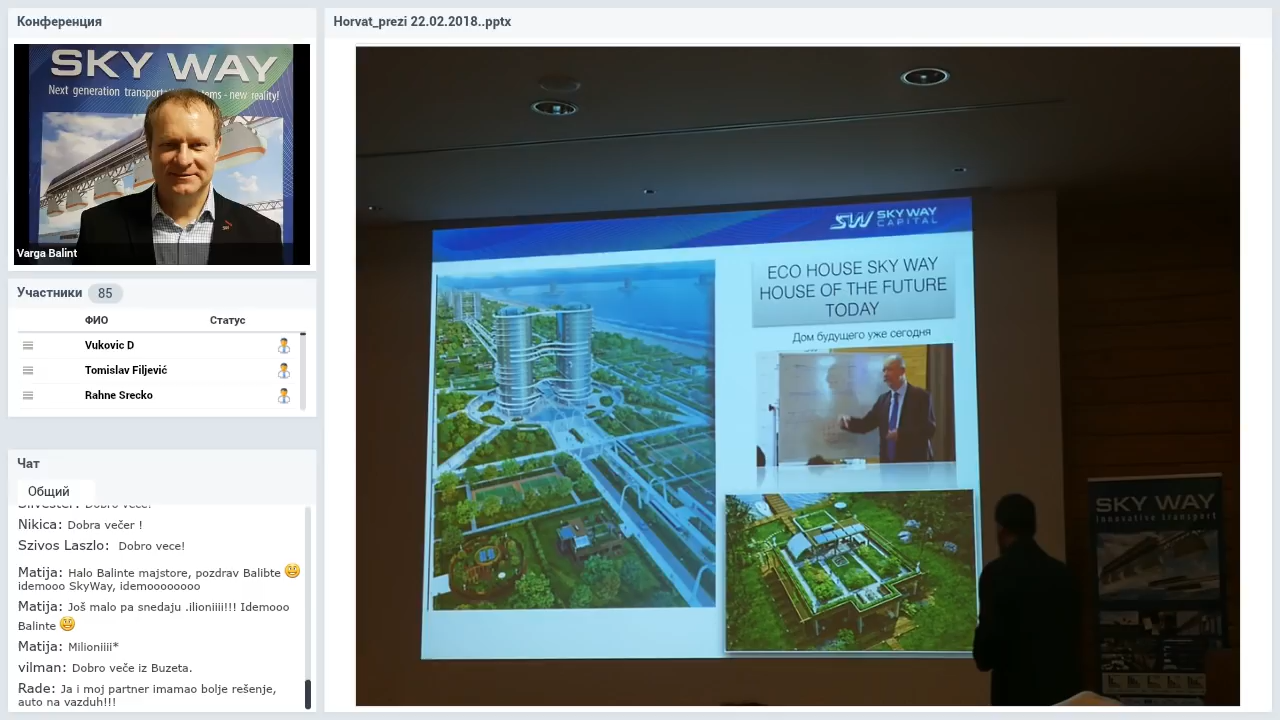 Конференция
SKY WAY
Next generation transport ems - new reality!
Varga Balint
Участники 85
ФИО Статус
Vukovic D
Tomislav Filjević
Rahne Srecko
Чат
Общий
Silvester: Dobro veče!
Nikica: Dobra večer !
Szivos Laszlo: Dobro vece!
Matija: Halo Balinte majstore, pozdrav Balibte
idemooo SkyWay, idemoooooooo
Matija: Još malo pa snedaju .ilioniiii!!! Idemooo
Balinte
Matija: Milioniiii*
vilman: Dobro veče iz Buzeta.
Rade: Ja i moj partner imamao bolje rešenje,
auto na vazduh!!!
Horvat_prezi 22.02.2018..pptx
SW SKY WAY
CAPITAL
ECO HOUSE SKY WAY
HOUSE OF THE FUTURE
TODAY
Дом будущего уже сегодня
SKY WAY
innovative transport